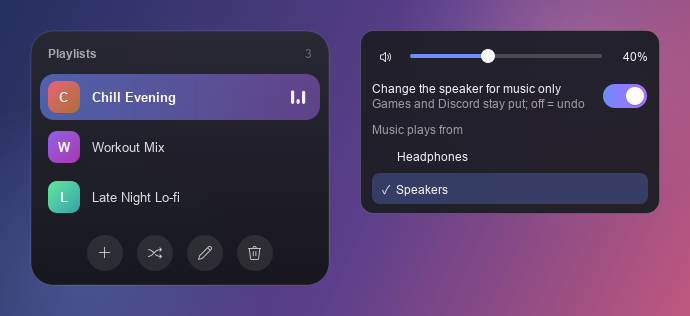 Playlists 3
C Chill Evening
W Workout Mix
L Late Night Lo-fi
40%
Change the speaker for music only
Games and Discord stay put; off = undo
Music plays from
Headphones
✓ Speakers